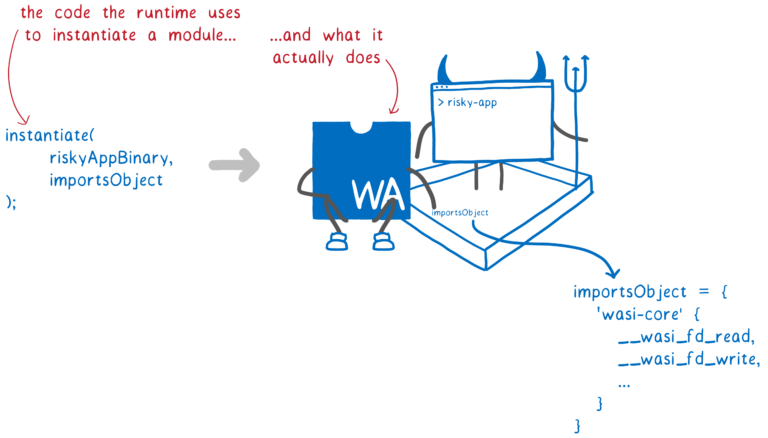 the code the runtime uses
to instantiate a module...
...and what it
actually does
instantiate(
riskyAppBinary,
importsObject
);
> risky-app
WA
importsObject
importsObject = {
'wasi-core' {
__wasi_fd_read,
__wasi_fd_write,
...
}
}